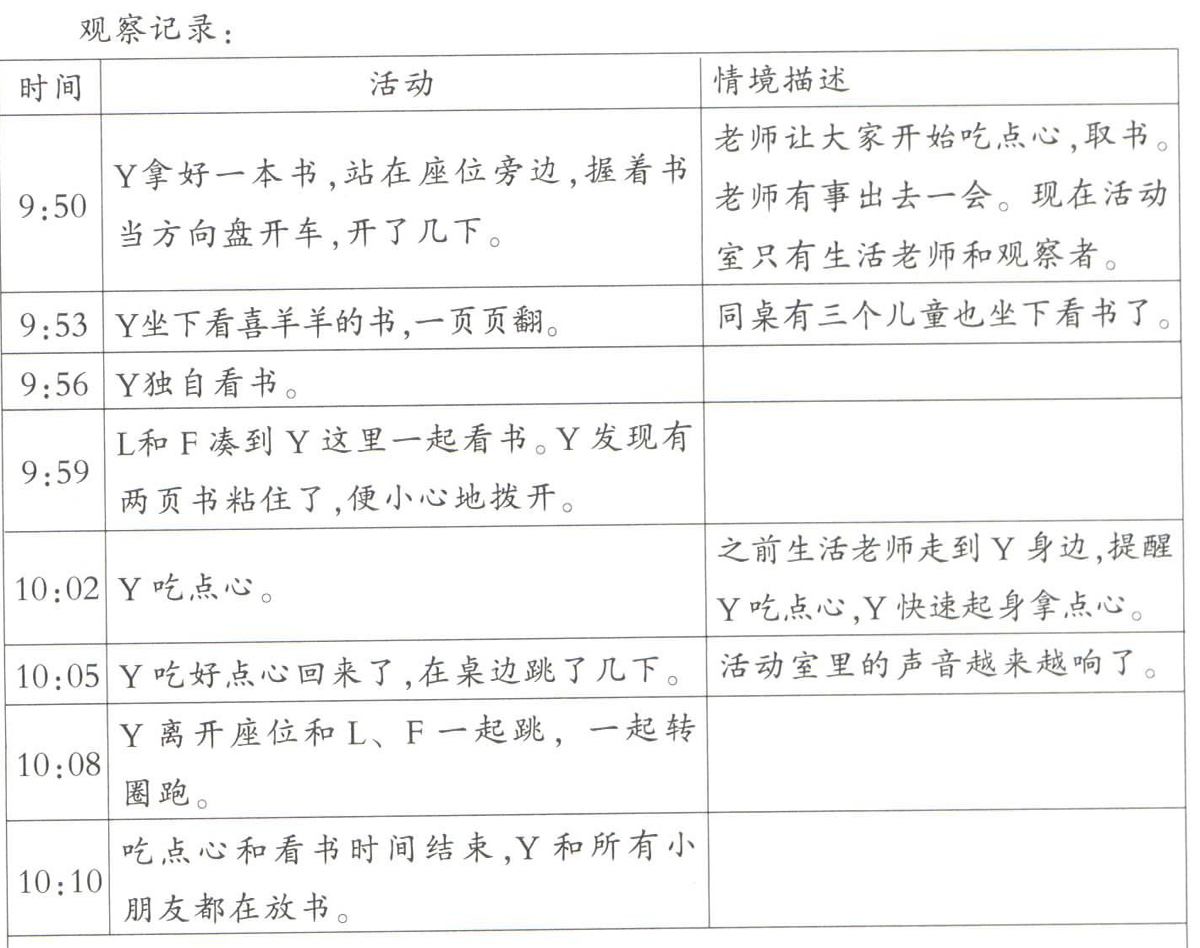 观察记录：
时间 活动 情境描述
9:50
Y拿好一本书，站在座位旁边，握着书
当方向盘开车，开了几下。
老师让大家开始吃点心，取书。
老师有事出去一会。现在活动
室只有生活老师和观察者。
9:53 Y坐下看喜羊羊的书，一页页翻。 同桌有三个儿童也坐下看书了。
9:56 Y独自看书。
9:59
L和 F 凑到 Y 这里一起看书。Y 发现有
两页书粘住了，便小心地拨开。
10:02 Y 吃点心。
之前生活老师走到 Y 身边，提醒
Y 吃点心，Y 快速起身拿点心。
10:05 Y 吃好点心回来了，在桌边跳了几下。 活动室里的声音越来越响了。
10:08
Y 离开座位和 L、F 一起跳，一起转
圈跑。
10:10
吃点心和看书时间结束，Y 和所有小
朋友都在放书。